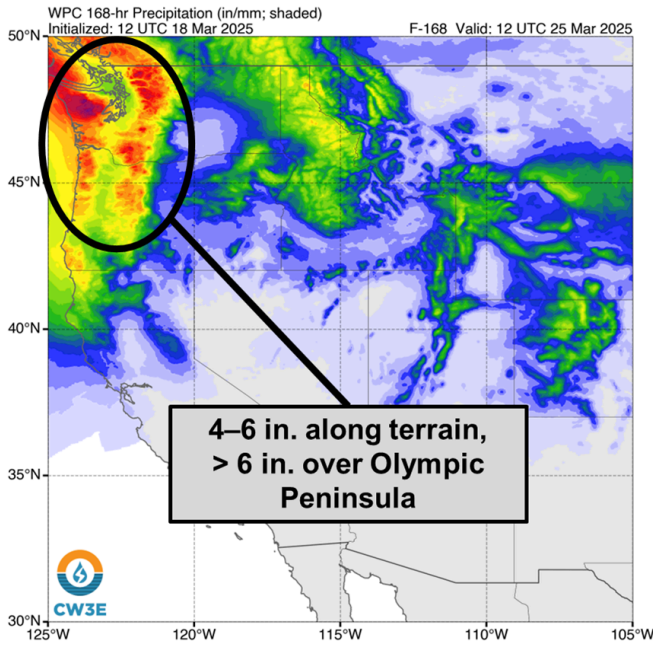 WPC 168-hr Precipitation (in/mm; shaded)
Initialized: 12 UTC 18 Mar 2025
F-168 Valid: 12 UTC 25 Mar 2025
50°N
45°N
40°N
35°N
30°N
4–6 in. along terrain,
> 6 in. over Olympic
Peninsula
CW3E
125°W
120°W
115°W
110°W
105°W